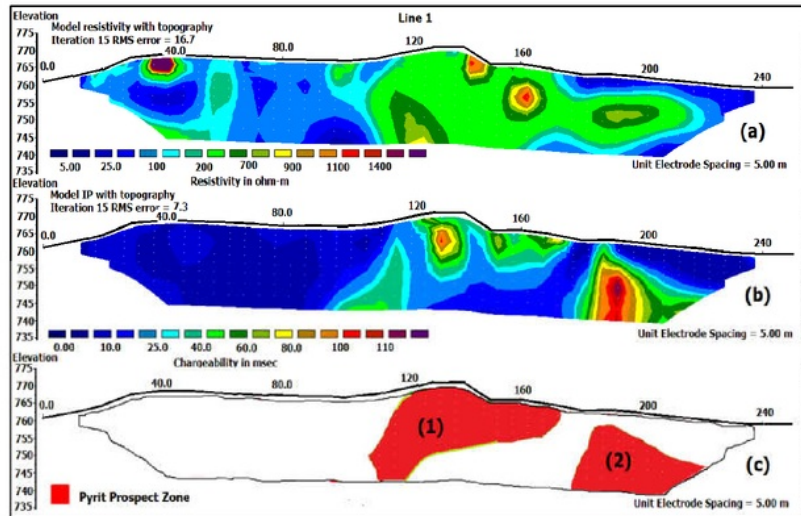 Elevation
Line 1
Model resistivity with topography
Iteration 15 RMS error = 16.7
775
770
765
760
755
750
745
740
735
0.0
40.0
80.0
120
160
200
240
(a)
5.00 25.0 100 200 700 900 1100 1400
Resistivity in ohm-m
Unit Electrode Spacing = 5.00 m
Elevation
Model IP with topography
Iteration 15 RMS error = 7.3
775
770
765
760
755
750
745
740
735
0.0
40.0
80.0
120
160
200
240
(b)
0.00 10.0 25.0 40.0 60.0 80.0 100 110
Chargeability in msec
Unit Electrode Spacing = 5.00 m
Elevation
775
770
765
760
755
750
745
740
735
0.0
40.0
80.0
120
160
200
240
(1)
(2)
(c)
Pyrit Prospect Zone
Unit Electrode Spacing = 5.00 m